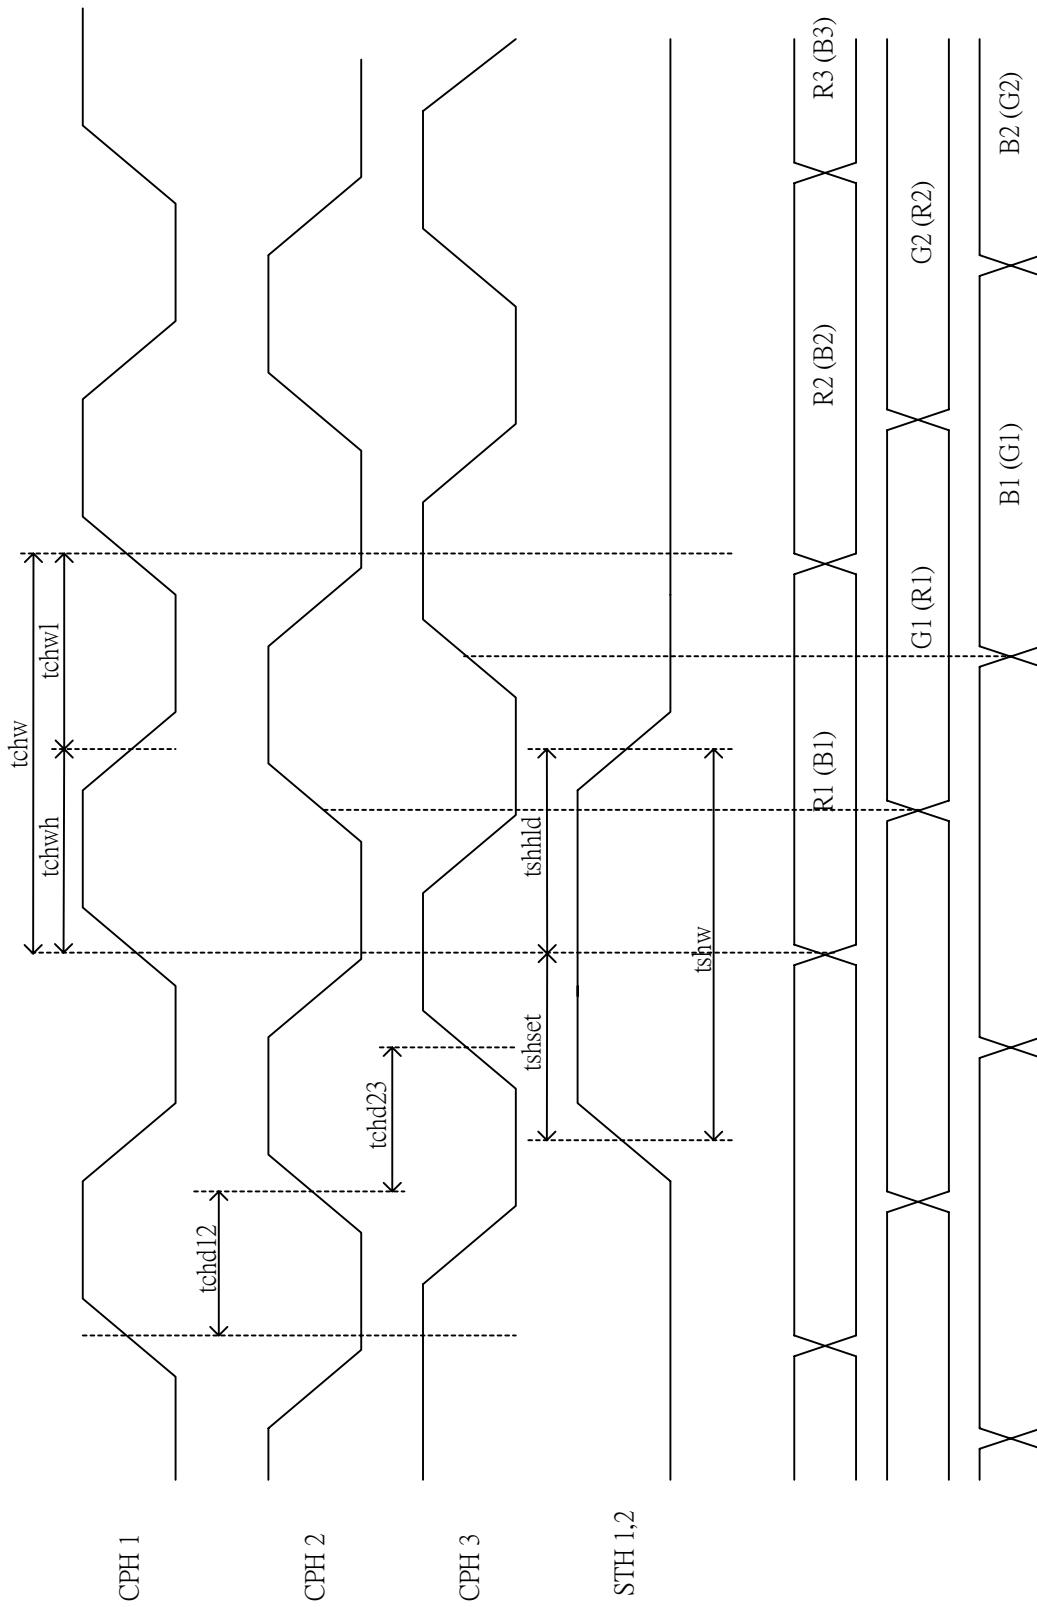 tchw
tchwh
tchwl
CPH 1
tchd12
CPH 2
tchd23
CPH 3
tshset
tshhld
STH 1,2
tshw
R1 (B1)
R2 (B2)
R3 (B3)
G1 (R1)
G2 (R2)
B1 (G1)
B2 (G2)